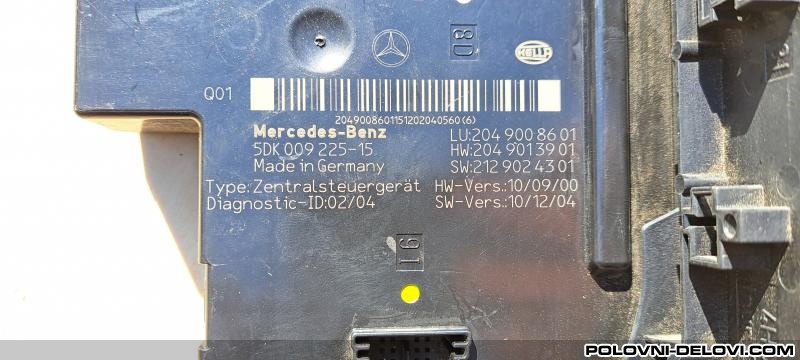 8D
HELLA
Q01
2049008601151202040560(6)
Mercedes-Benz LU:204 900 86 01
5DK 009 225-15 HW:204 901 39 01
Made in Germany SW:212 902 43 01
Type: Zentralsteuergerät HW-Vers.:10/09/00
Diagnostic-ID:02/04 SW-Vers.:10/12/04
POLOVNI-DELOVI.COM